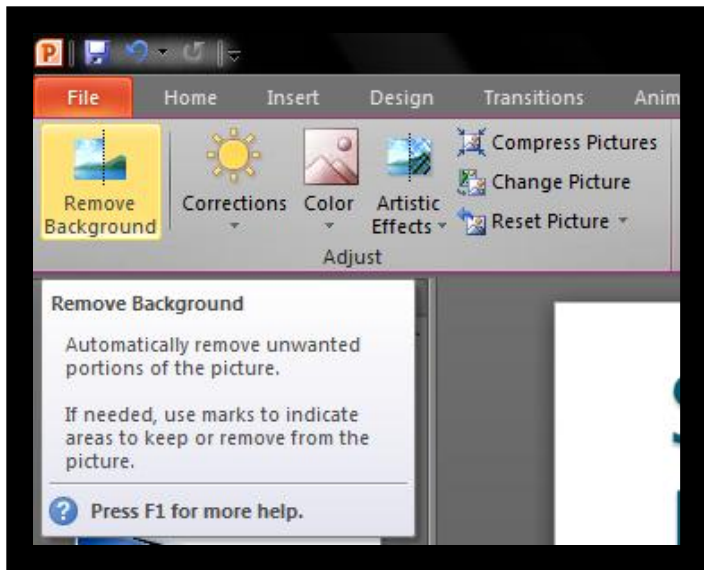 P
File Home Insert Design Transitions Anim
Remove Background
Corrections
Color
Artistic Effects
Compress Pictures
Change Picture
Reset Picture
Adjust
Remove Background
Automatically remove unwanted
portions of the picture.
If needed, use marks to indicate
areas to keep or remove from the
picture.
? Press F1 for more help.